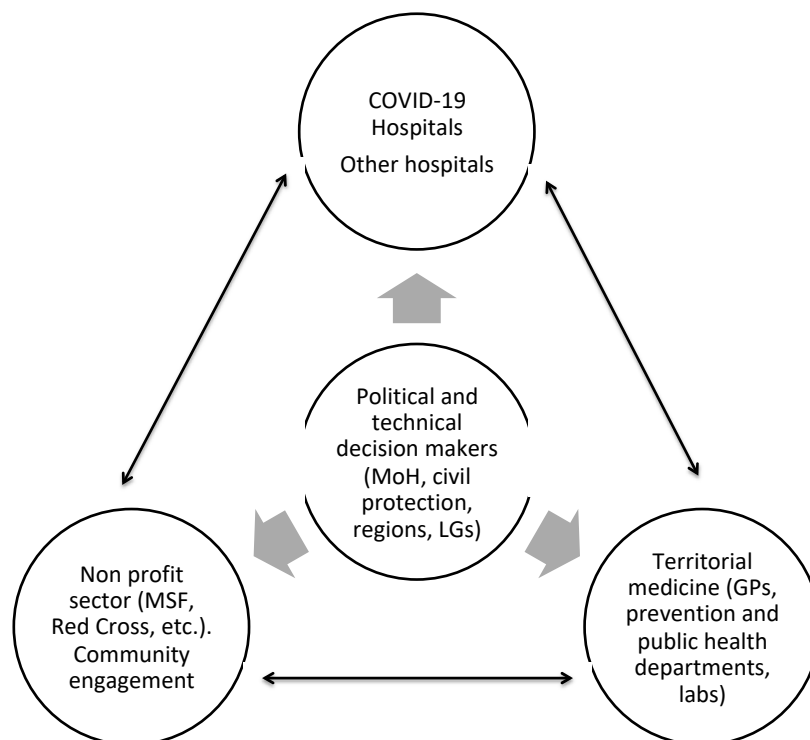 COVID-19
Hospitals
Other hospitals
Political and
technical
decision makers
(MoH, civil
protection,
regions, LGs)
Non profit
sector (MSF,
Red Cross, etc.).
Community
engagement
Territorial
medicine (GPs,
prevention and
public health
departments,
labs)